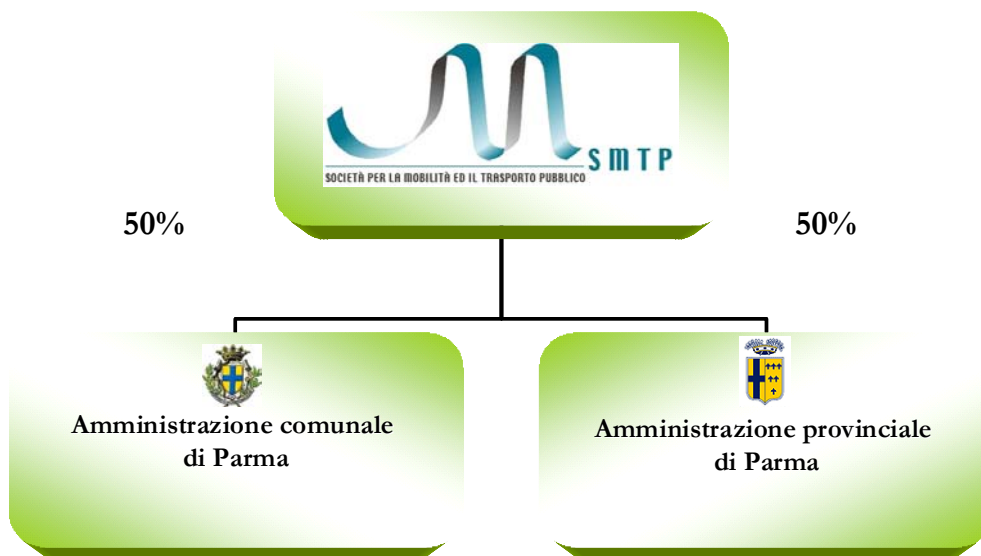 SMTP
SOCIETÀ PER LA MOBILITÀ ED IL TRASPORTO PUBBLICO
50%
50%
Amministrazione comunale
di Parma
Amministrazione provinciale
di Parma